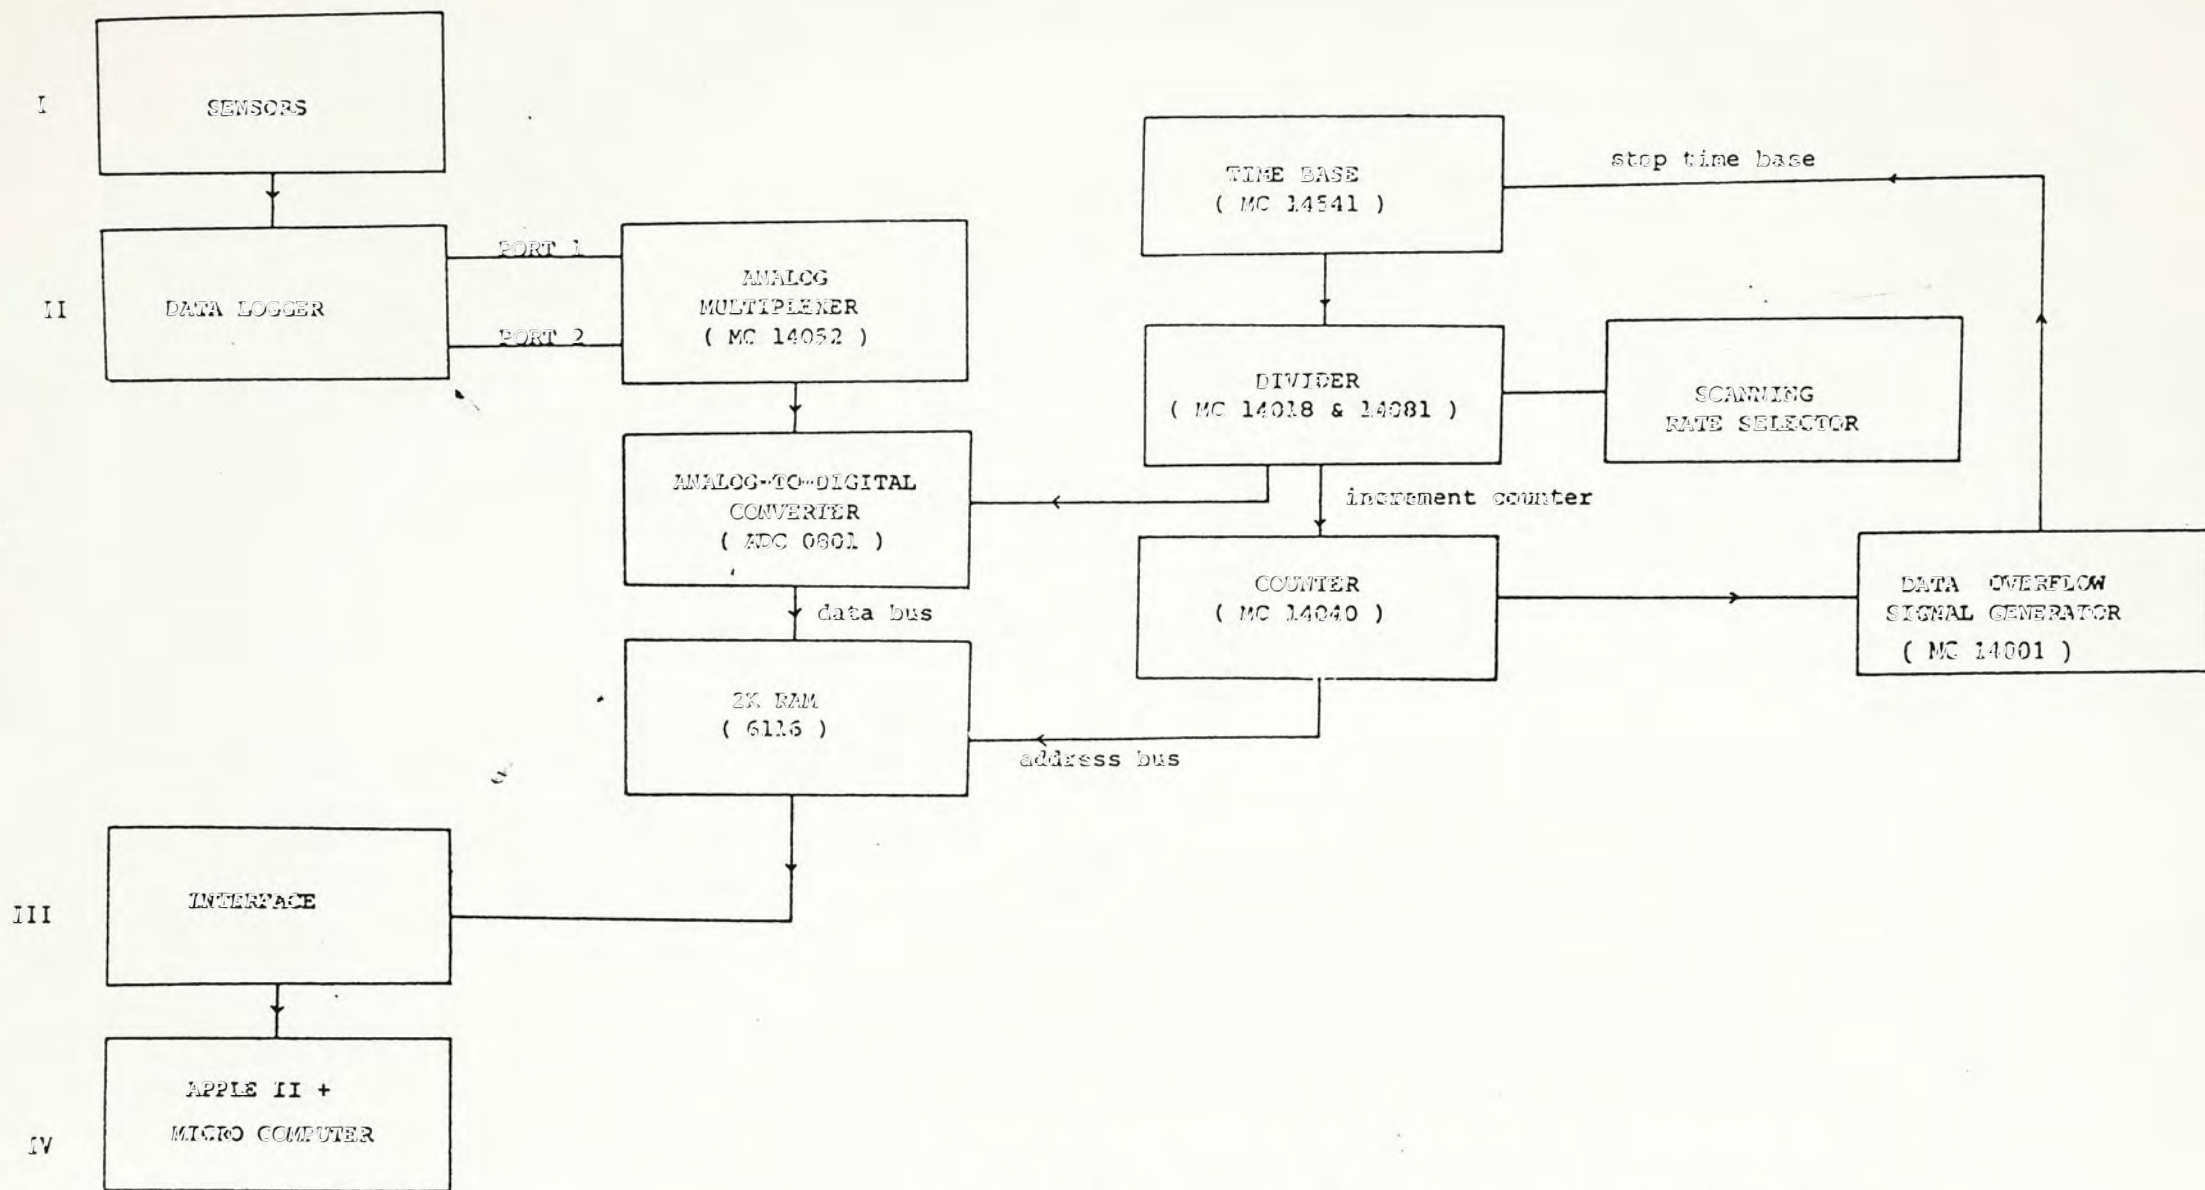 I
SENSORS
II
DATA LOGGER
PORT 1
PORT 2
ANALOG
MULTIPLEXER
( MC 14052 )
ANALOG-TO-DIGITAL
CONVERTER
( ADC 0801 )
data bus
2K RAM
( 6116 )
address bus
TIME BASE
( MC 14541 )
stop time base
DIVIDER
( MC 14018 & 14081 )
SCANNING
RATE SELECTOR
increment counter
COUNTER
( MC 14040 )
DATA OVERFLOW
SIGNAL GENERATOR
( MC 14001 )
III
INTERFACE
IV
APPLE II +
MICRO COMPUTER